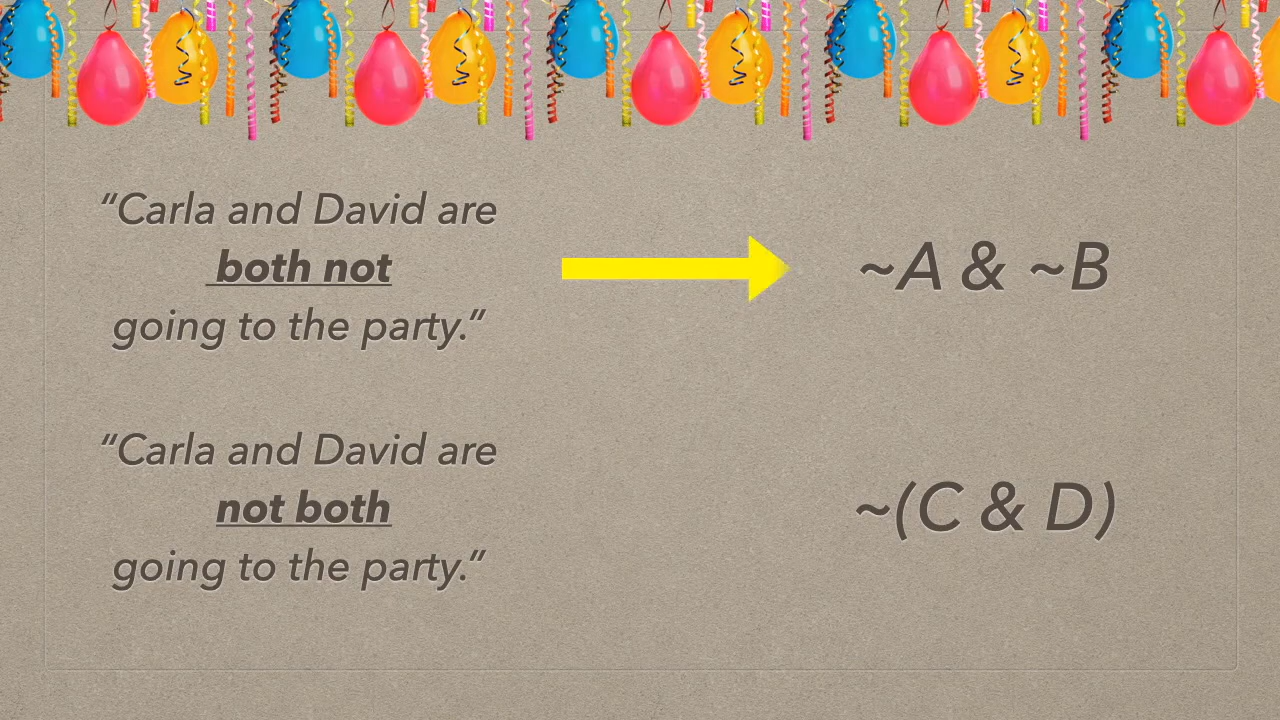 “Carla and David are
both not
going to the party.”
~A & ~B
“Carla and David are
not both
going to the party.”
~(C & D)